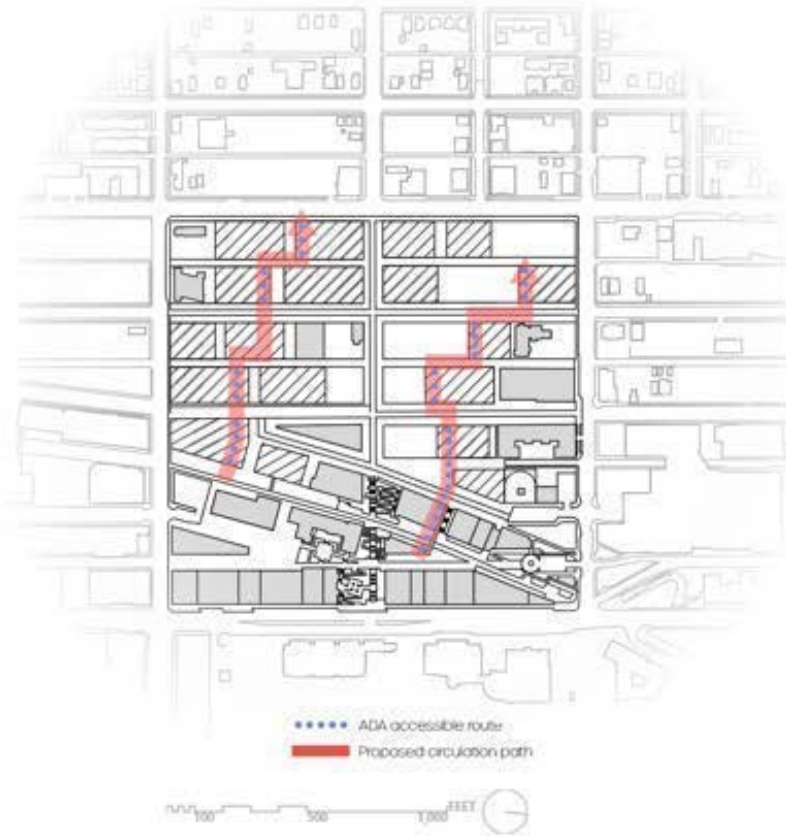 ADA accessible route
Proposed circulation path
100 500 1,000 FEET